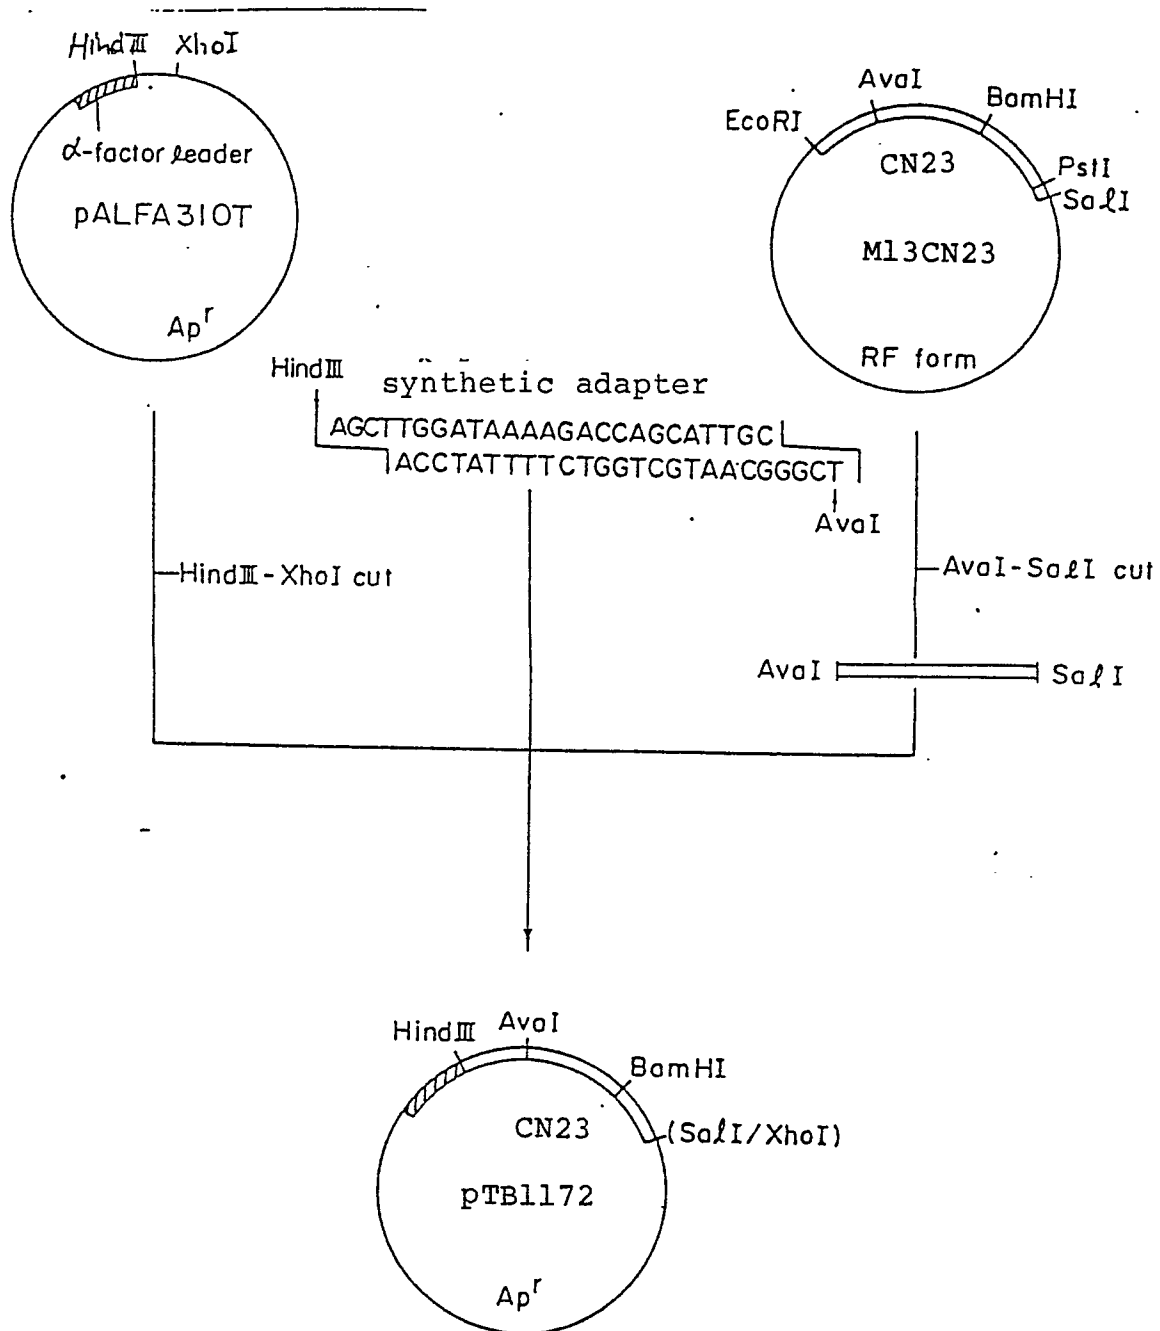 HindⅢ XhoI
α-factor leader
pALFA310T
Apʳ
EcoRI AvaI BamHI
PstI
SalI
CN23
M13CN23
RF form
HindⅢ
synthetic adapter
AGCTTGGATAAAAGACCAGCATTGC
ACCTATTTTCTGGTCGTAACGGGCT
AvaI
HindⅢ-XhoI cut
AvaI-SalI cut
AvaI SalI
HindⅢ AvaI
BamHI
(SalI/XhoI)
CN23
pTB1172
Apʳ